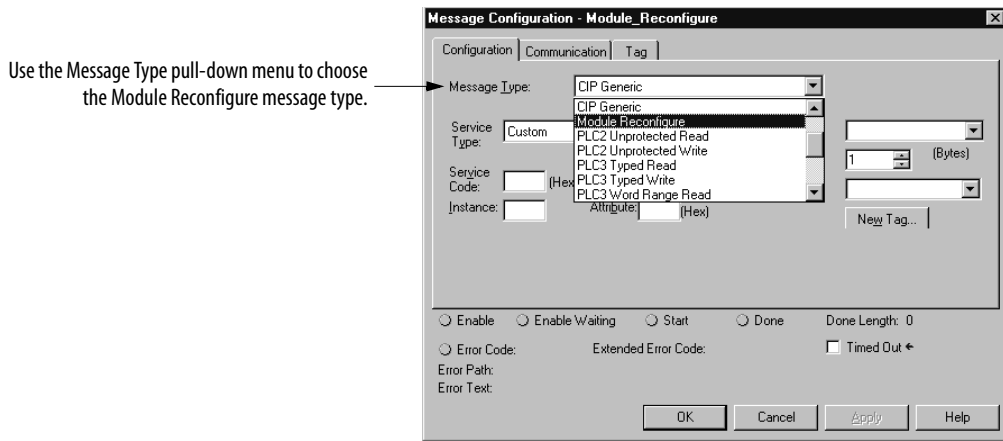 Message Configuration - Module_Reconfigure
Configuration Communication Tag
Use the Message Type pull-down menu to choose
the Module Reconfigure message type.
Message Type: CIP Generic
CIP Generic
Module Reconfigure
PLC2 Unprotected Read
PLC2 Unprotected Write
PLC3 Typed Read
PLC3 Typed Write
PLC3 Word Range Read
Service Type: Custom
1 (Bytes)
Service Code: (Hex
Instance: Attribute: (Hex)
New Tag...
Enable Enable Waiting Start Done Done Length: 0
Error Code: Extended Error Code: Timed Out ←
Error Path:
Error Text:
OK Cancel Apply Help